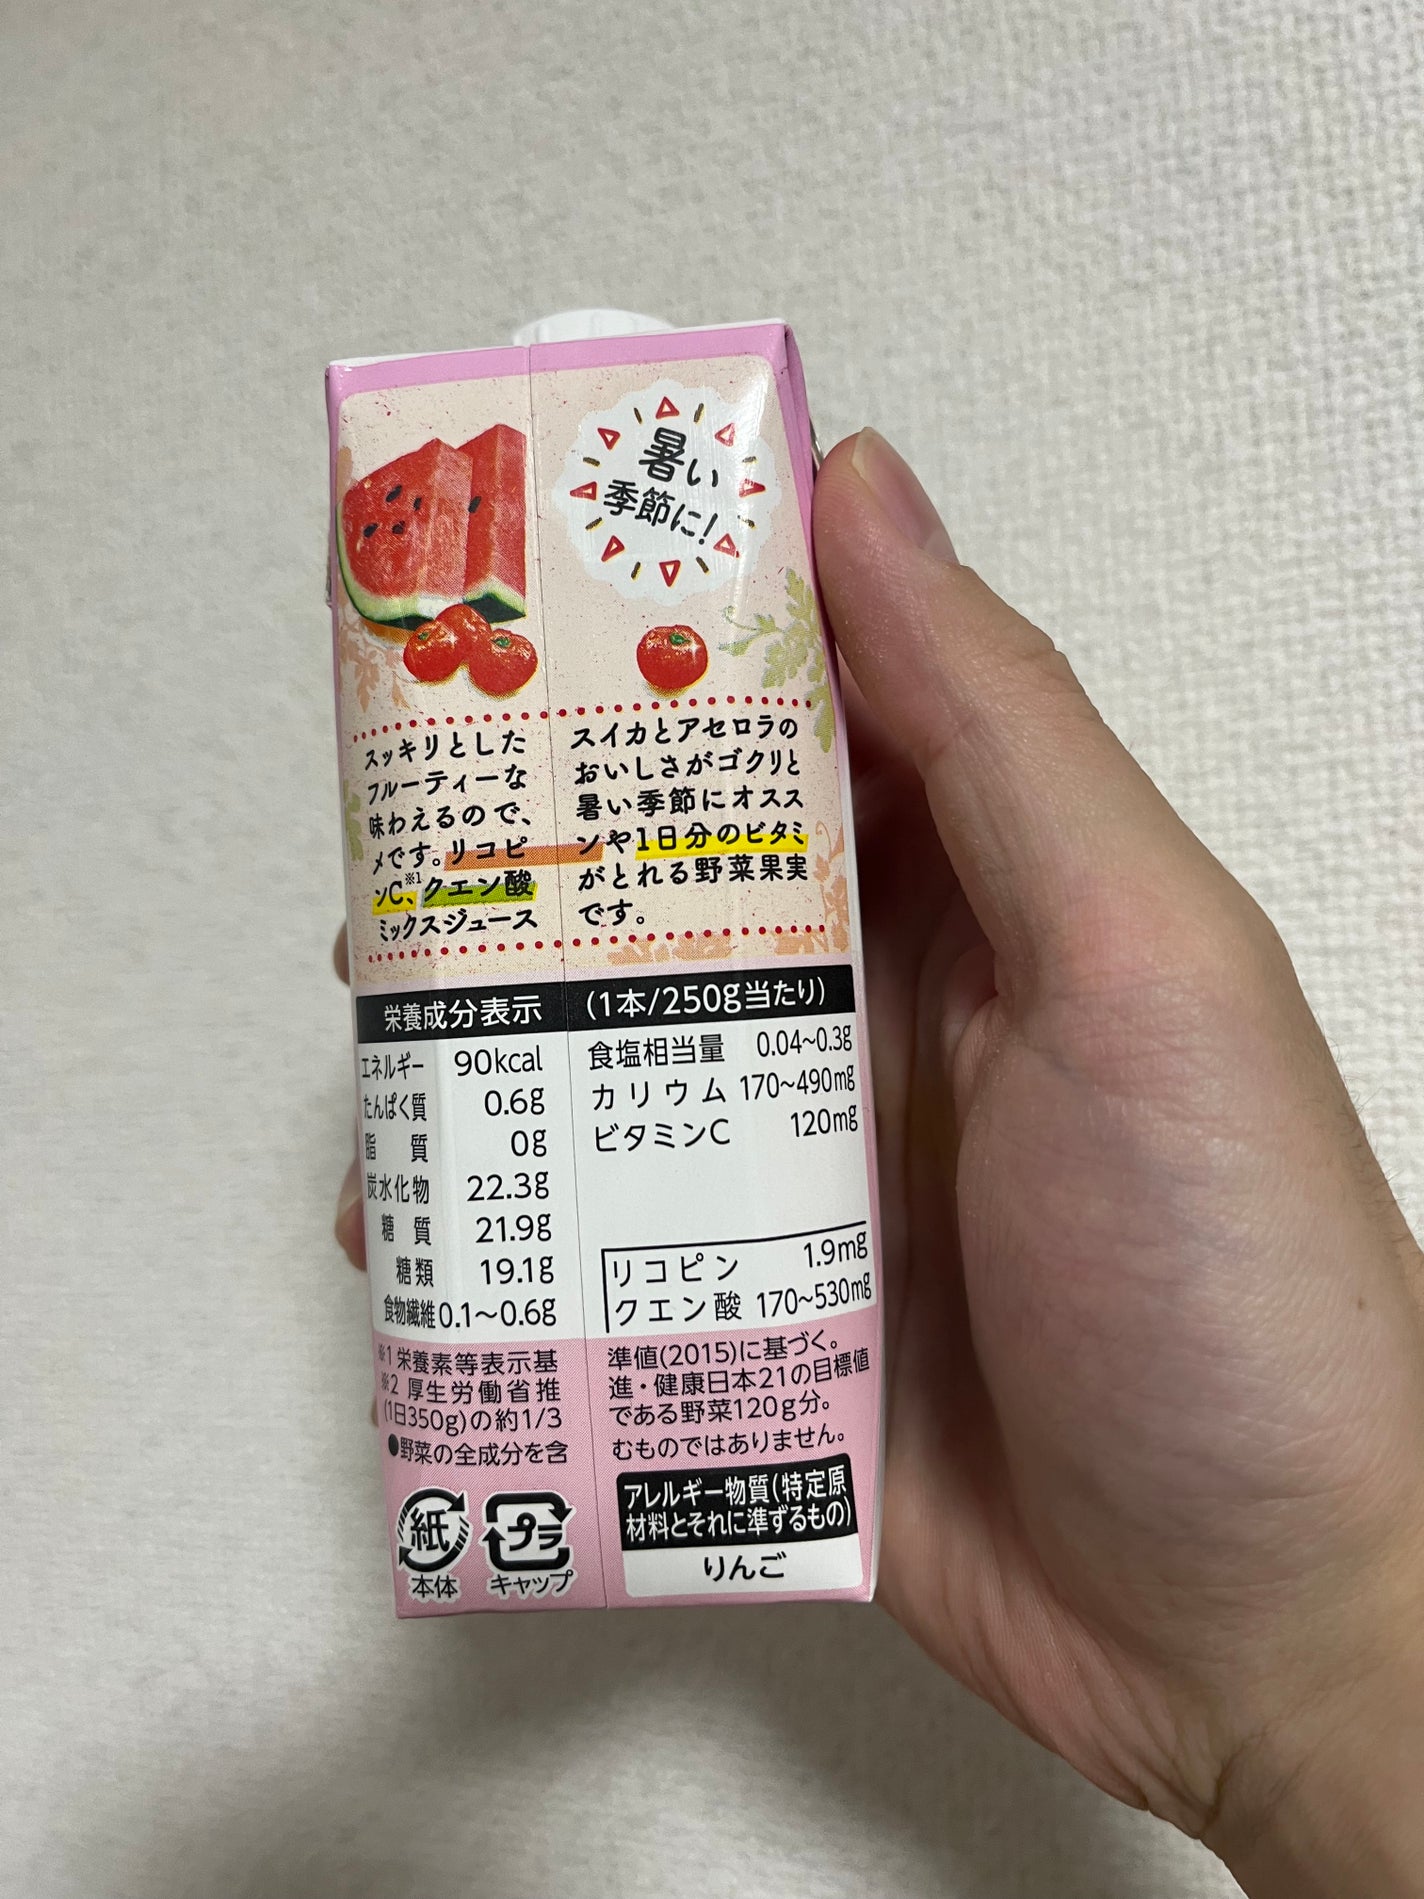 暑い
季節に!
スッキリとしたスイカとアセロラの
フルーティーなおいしさがゴクリと
味わえるので、暑い季節にオスス
メです。リコピンや1日分のビタミ
ンC※1、クエン酸がとれる野菜果実
ミックスジュースです。
栄養成分表示 (1本/250g当たり)
エネルギー 90kcal
たんぱく質 0.6g
脂質 0g
炭水化物 22.3g
糖質 21.9g
糖類 19.1g
食物繊維 0.1~0.6g
食塩相当量 0.04~0.3g
カリウム 170~490mg
ビタミンC 120mg
リコピン 1.9mg
クエン酸 170~530mg
※1 栄養素等表示基準値(2015)に基づく。
※2 厚生労働省推進・健康日本21の目標値
(1日350g)の約1/3である野菜120g分。
●野菜の全成分を含むものではありません。
紙
本体
プラ
キャップ
アレルギー物質(特定原
材料とそれに準ずるもの)
りんご